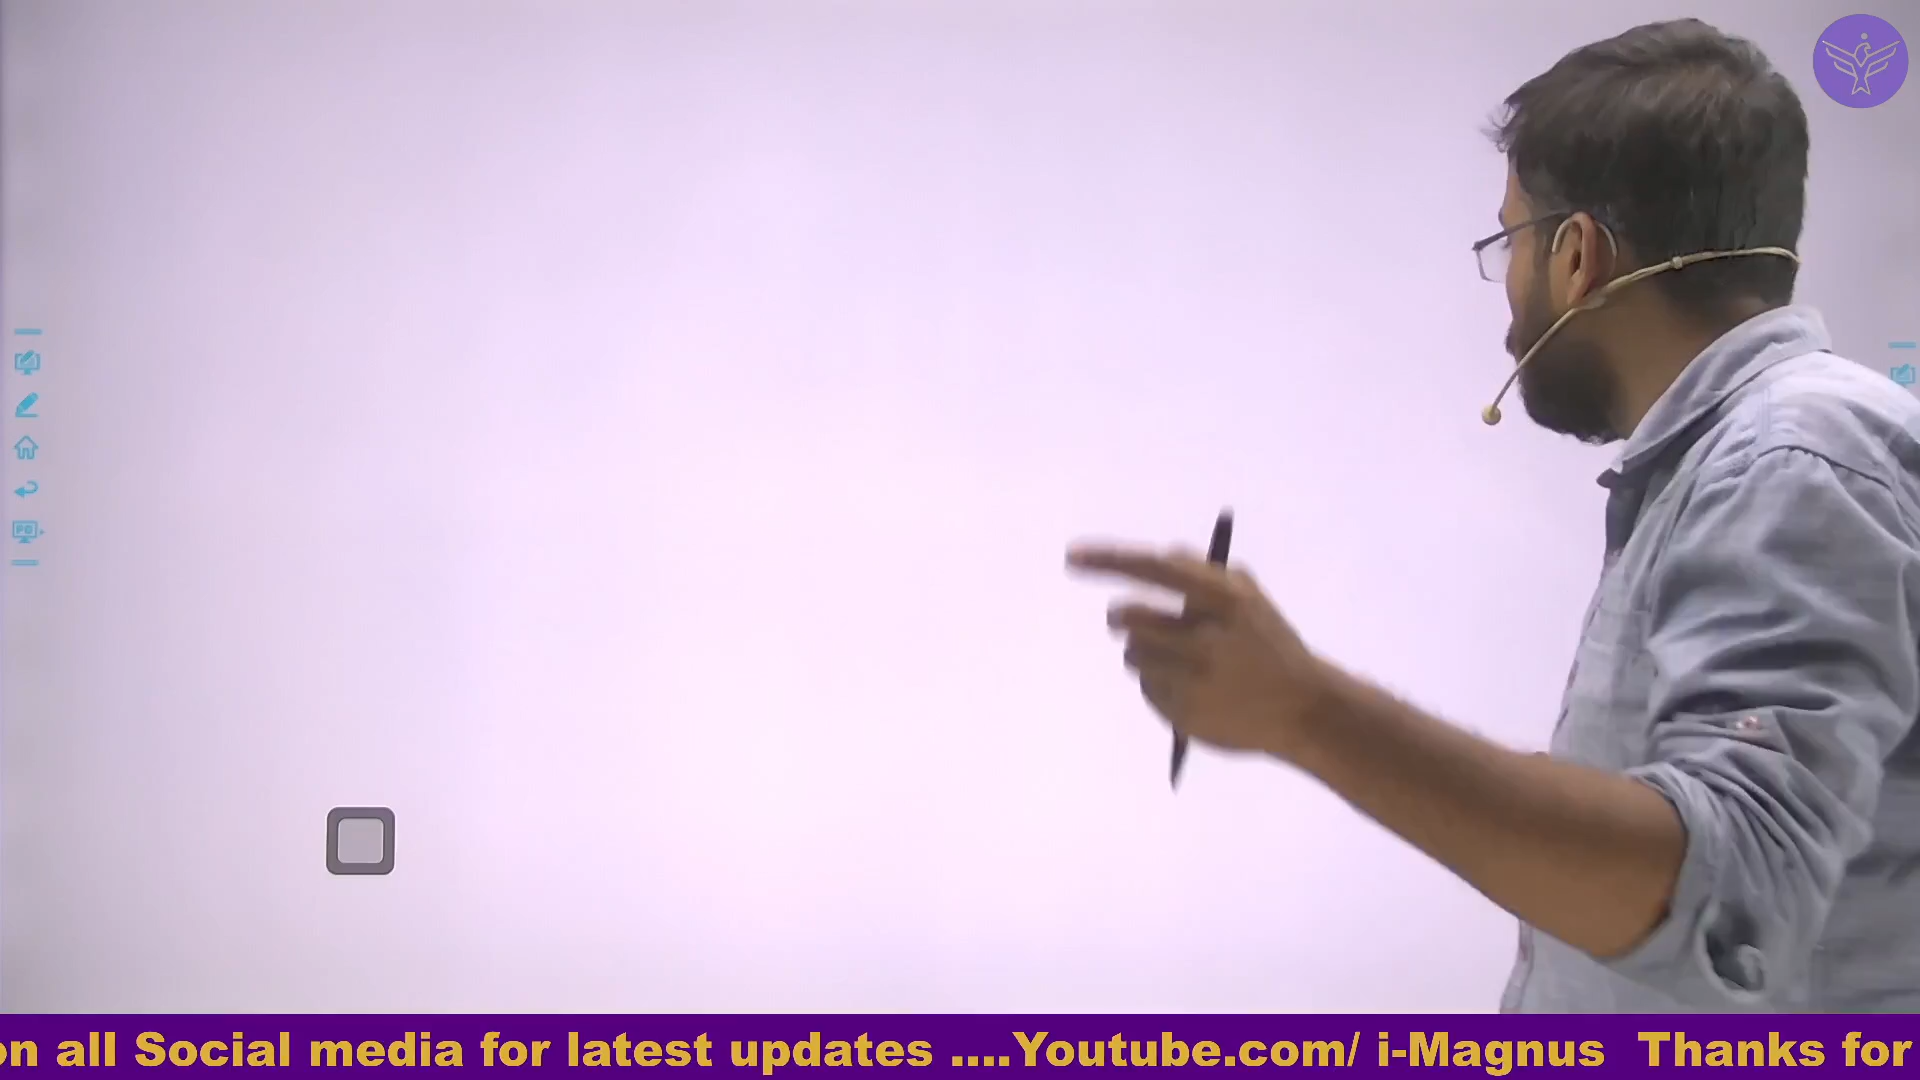 on all Social media for latest updates ....Youtube.com/ i-Magnus Thanks for